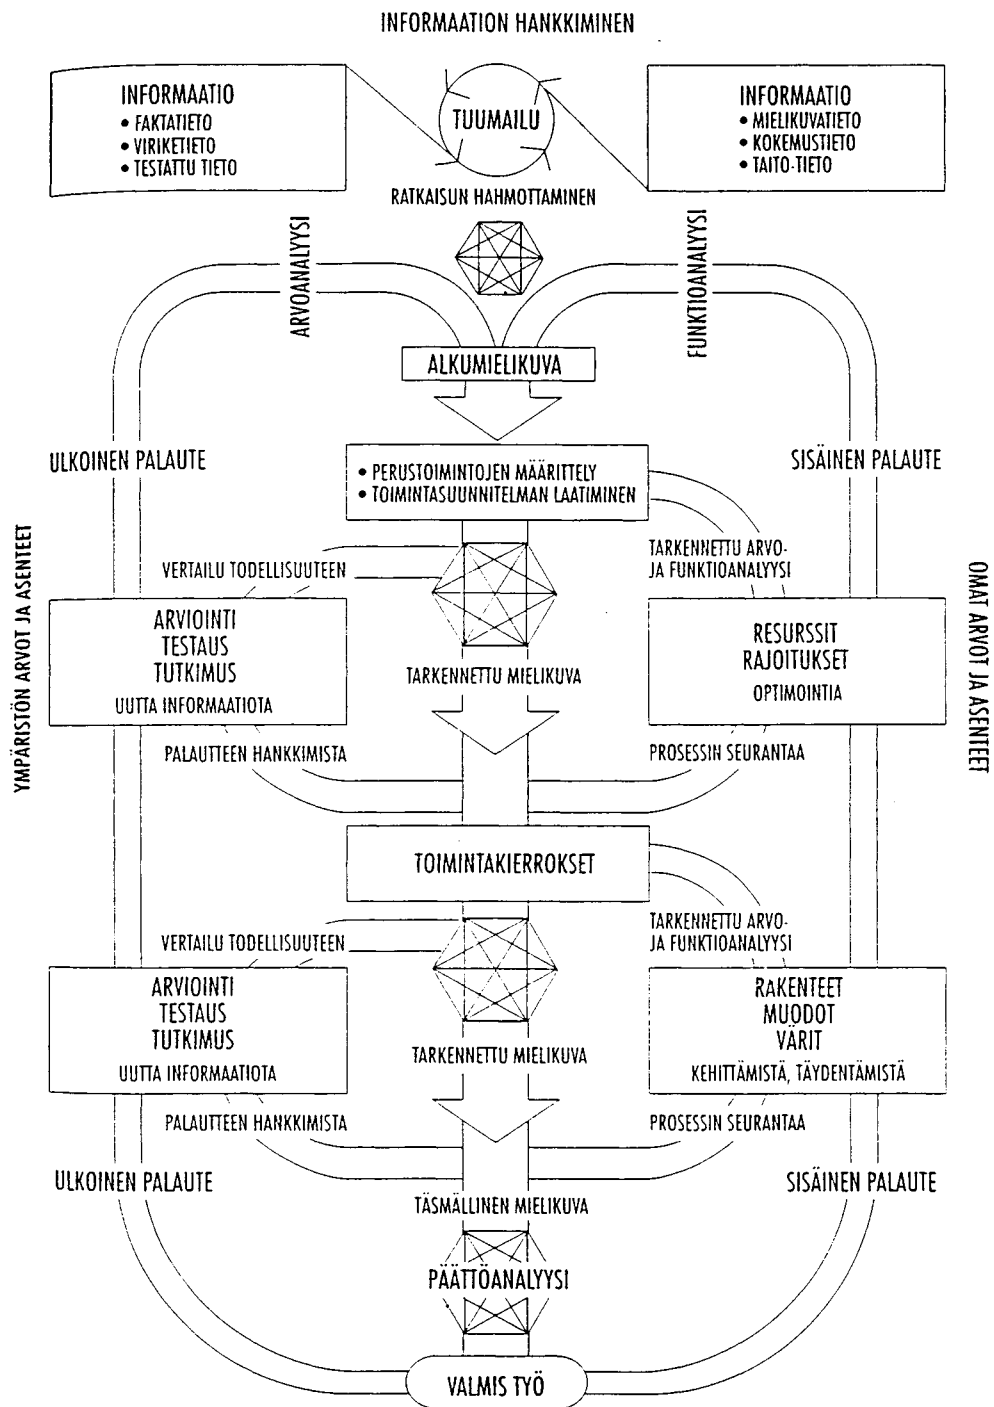 INFORMAATION HANKKIMINEN
INFORMAATIO
• FAKTATIETO
• VIRIKETIETO
• TESTATTU TIETO
TUUMAILU
INFORMAATIO
• MIELIKUVATIETO
• KOKEMUSTIETO
• TAITO-TIETO
RATKAISUN HAHMOTTAMINEN
ARVOANALYYSI
FUNKTIOANALYYSI
ALKUMIELIKUVA
ULKOINEN PALAUTE
SISÄINEN PALAUTE
• PERUSTOIMINTOJEN MÄÄRITTELY
• TOIMINTASUUNNITELMAN LAATIMINEN
YMPÄRISTÖN ARVOT JA ASENTEET
OMAT ARVOT JA ASENTEET
VERTAILU TODELLISUUTEEN
TARKENNETTU ARVO-
JA FUNKTIOANALYYSI
ARVIOINTI
TESTAUS
TUTKIMUS
UUTTA INFORMAATIOTA
TARKENNETTU MIELIKUVA
RESURSSIT
RAJOITUKSET
OPTIMOINTIA
PALAUTTEEN HANKKIMISTA
PROSESSIN SEURANTAA
TOIMINTAKIERROKSET
VERTAILU TODELLISUUTEEN
TARKENNETTU ARVO-
JA FUNKTIOANALYYSI
ARVIOINTI
TESTAUS
TUTKIMUS
UUTTA INFORMAATIOTA
TARKENNETTU MIELIKUVA
RAKENTEET
MUODOT
VÄRIT
KEHITTÄMISTÄ, TÄYDENTÄMISTÄ
PALAUTTEEN HANKKIMISTA
PROSESSIN SEURANTAA
ULKOINEN PALAUTE
SISÄINEN PALAUTE
TÄSMÄLLINEN MIELIKUVA
PÄÄTTÖANALYYSI
VALMIS TYÖ